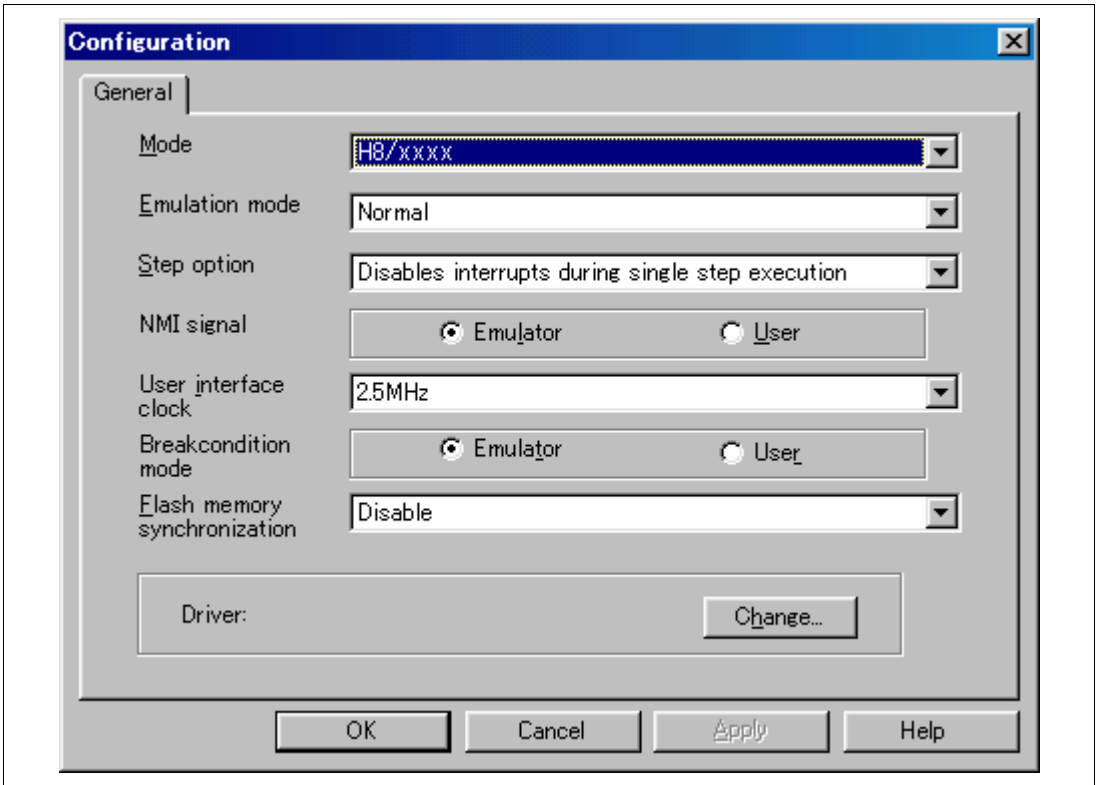 Configuration
General
Mode
H8/xxxx
Emulation mode
Normal
Step option
Disables interrupts during single step execution
NMI signal
Emulator
User
User interface
clock
2.5MHz
Breakcondition
mode
Emulator
User
Flash memory
synchronization
Disable
Driver:
Change...
OK
Cancel
Apply
Help